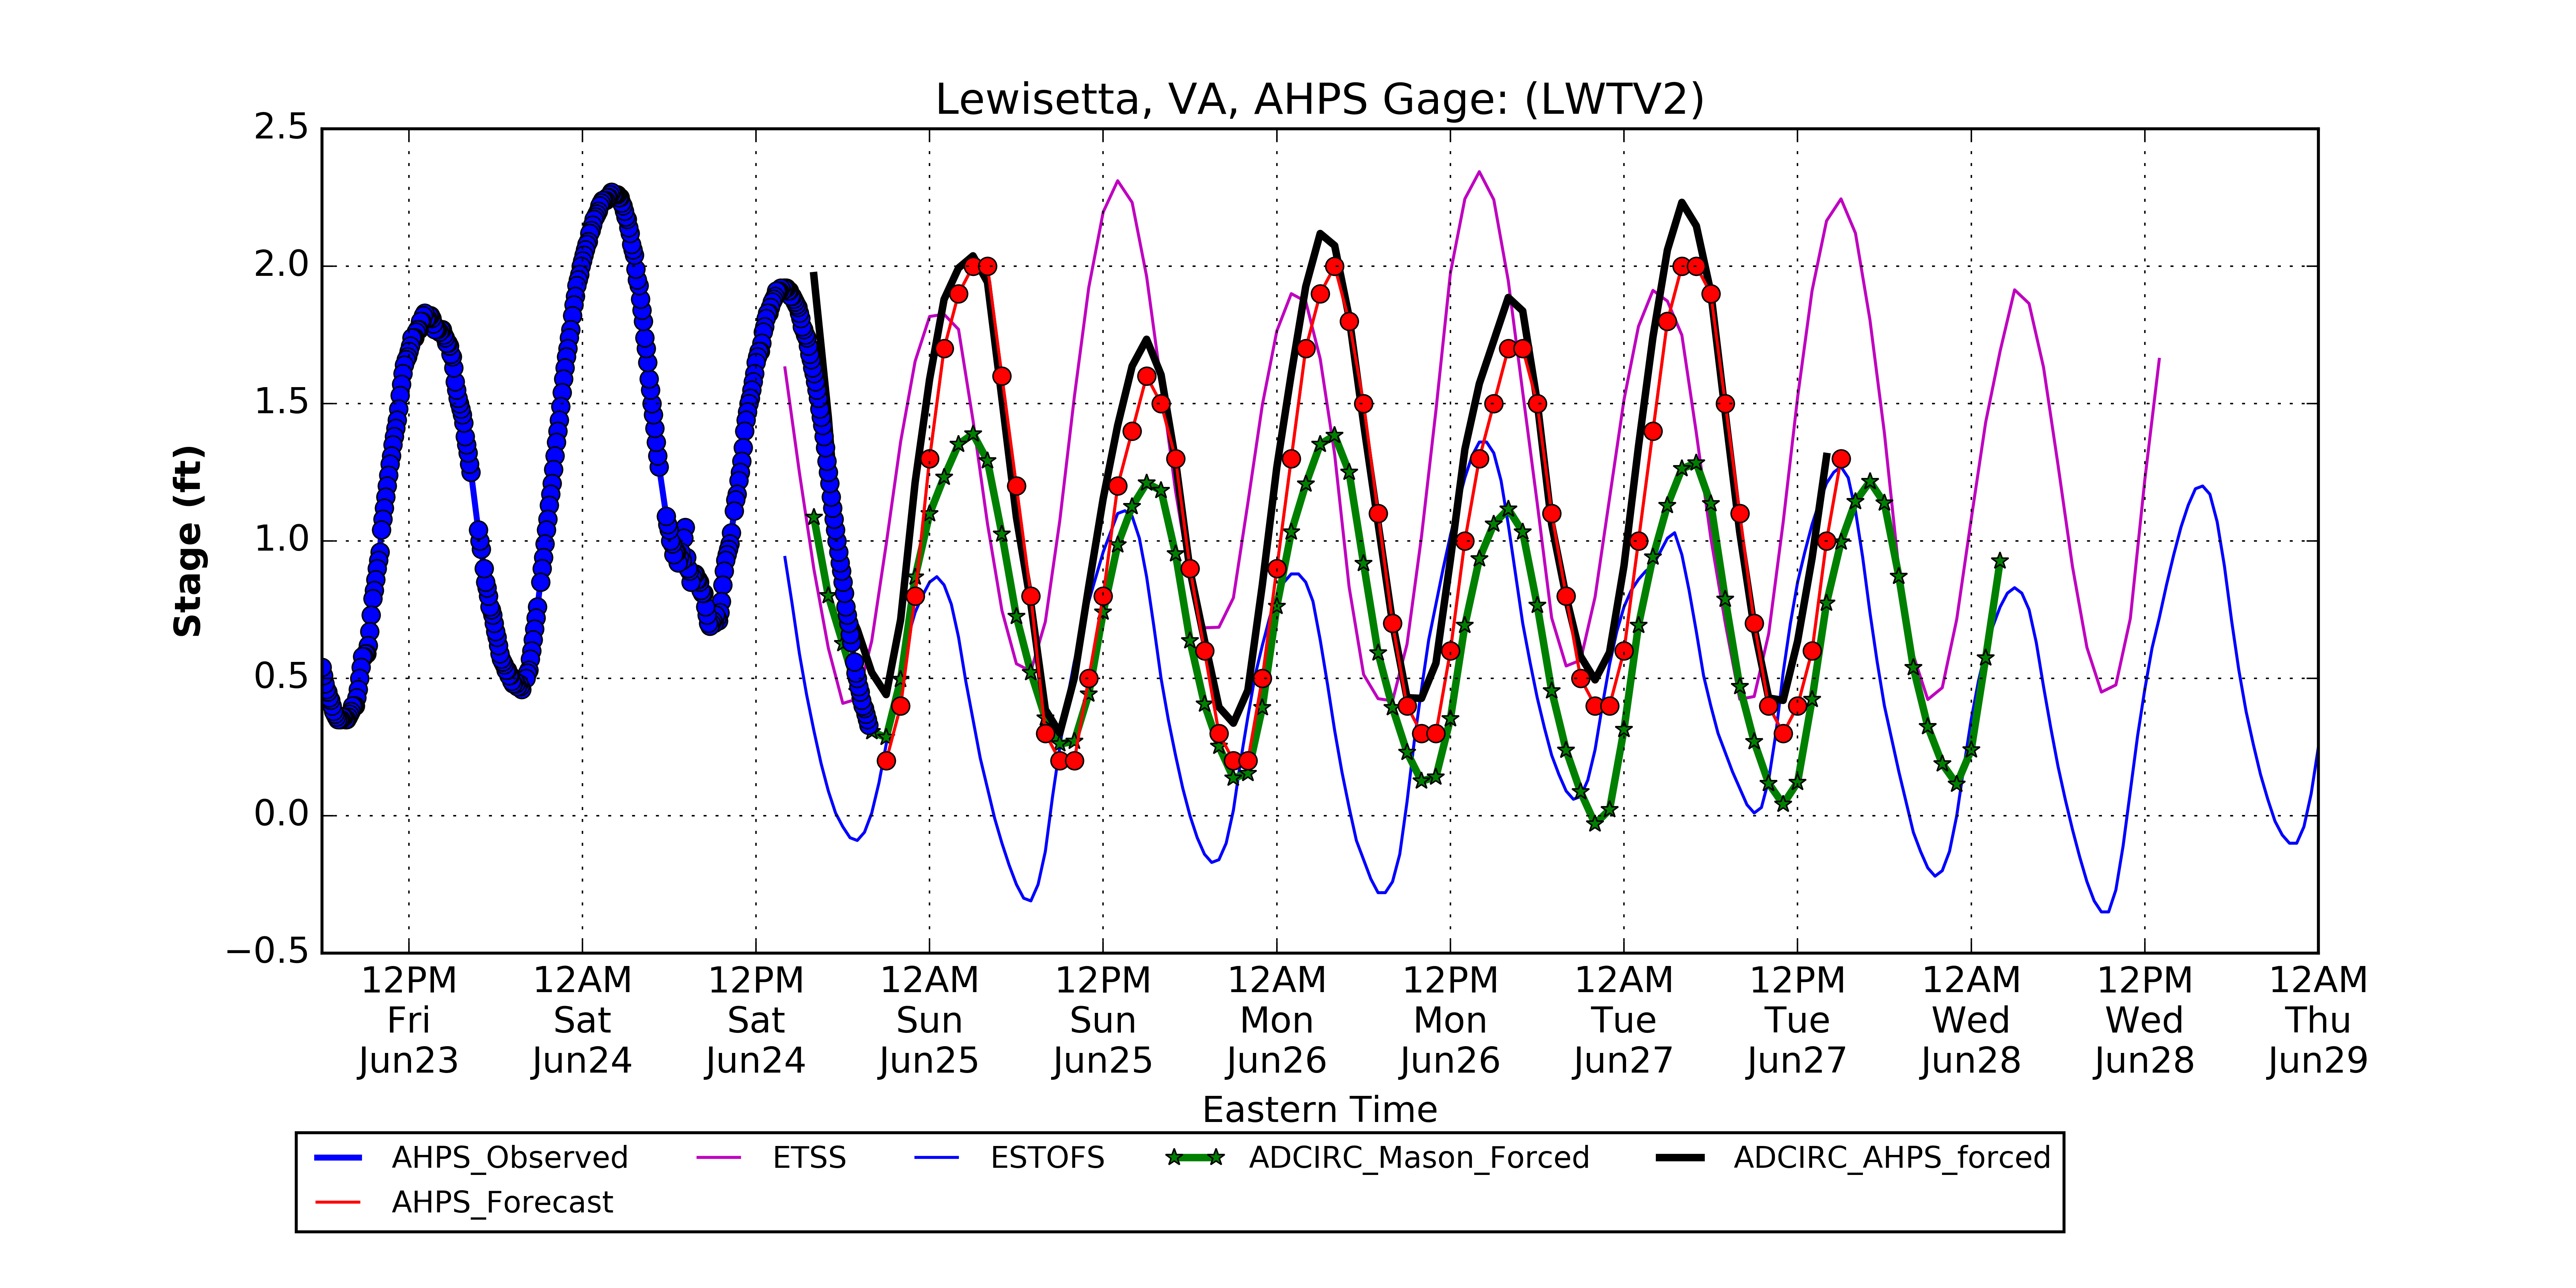 Lewisetta, VA, AHPS Gage: (LWTV2)
2.5
2.0
1.5
1.0
0.5
0.0
−0.5
Stage (ft)
12PM 12AM 12PM 12AM 12PM 12AM 12PM 12AM 12PM 12AM 12PM 12AM
Fri Sat Sat Sun Sun Mon Mon Tue Tue Wed Wed Thu
Jun23 Jun24 Jun24 Jun25 Jun25 Jun26 Jun26 Jun27 Jun27 Jun28 Jun28 Jun29
Eastern Time
AHPS_Observed ETSS ESTOFS ADCIRC_Mason_Forced ADCIRC_AHPS_forced
AHPS_Forecast